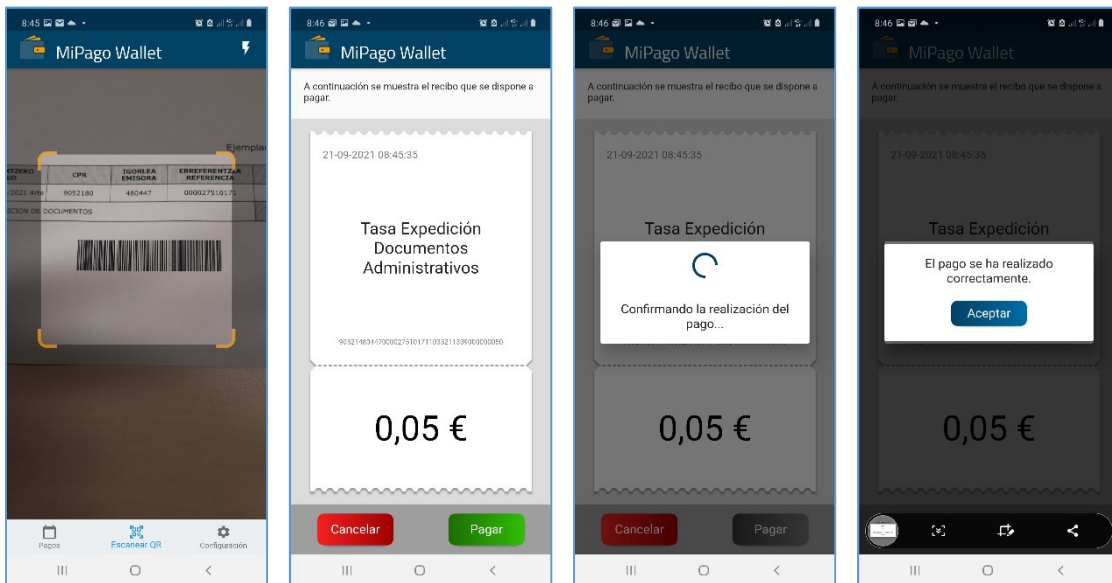 8:45
MiPago Wallet
Ejemplar
CPR
IGORLEA
EMISORA
ERREFERENTZIA
REFERENCIA
9052180
480447
DOCUMENTOS
Pagos
Escanear QR
Configuración
8:46
MiPago Wallet
A continuación se muestra el recibo que se dispone a
pagar.
21-09-2021 08:45:35
Tasa Expedición
Documentos
Administrativos
0,05 €
Cancelar
Pagar
8:46
MiPago Wallet
A continuación se muestra el recibo que se dispone a
pagar.
21-09-2021 08:45:35
Tasa Expedición
Confirmando la realización del
pago...
0,05 €
Cancelar
Pagar
8:46
MiPago Wallet
A continuación se muestra el recibo que se dispone a
pagar.
21-09-2021 08:45:35
Tasa Expedición
El pago se ha realizado
correctamente.
Aceptar
0,05 €